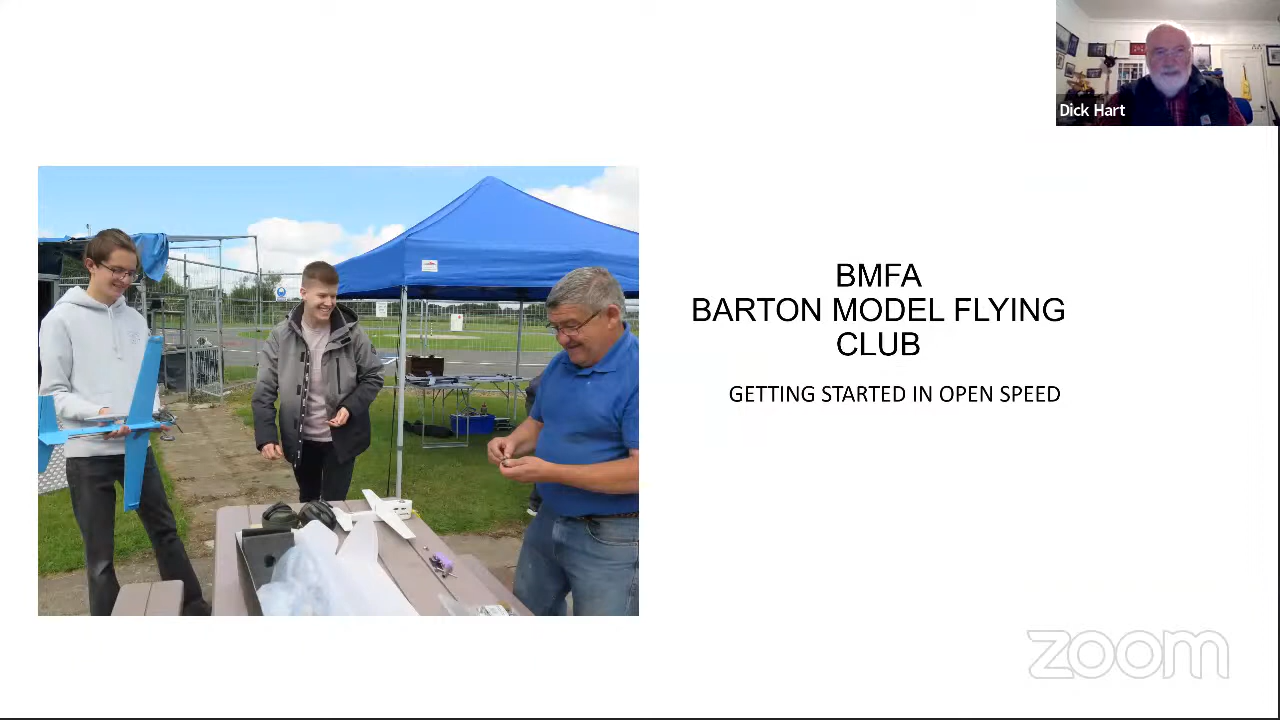 Dick Hart
BMFA
BARTON MODEL FLYING
CLUB
GETTING STARTED IN OPEN SPEED
zoom